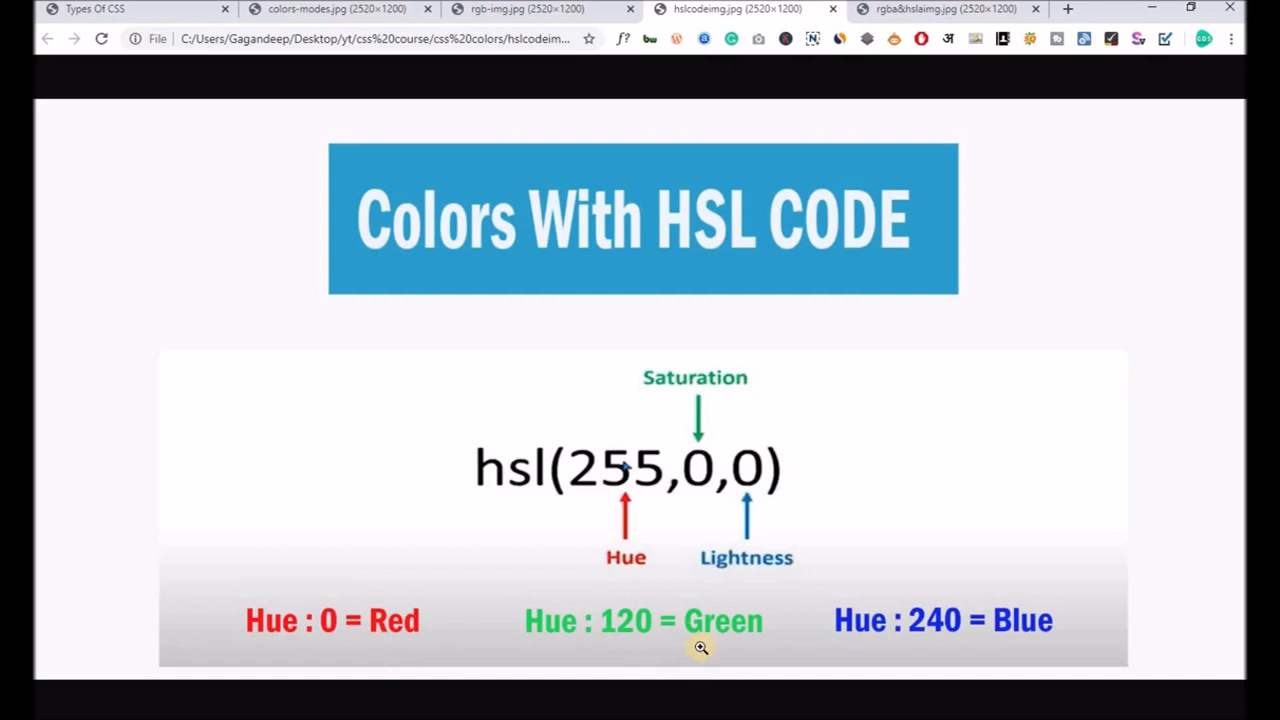 Types Of CSS
colors-modes.jpg (2520×1200)
rgb-img.jpg (2520×1200)
hslcodeimg.jpg (2520×1200)
rgba&hslaimg.jpg (2520×1200)
File
C:/Users/Gagandeep/Desktop/yt/css%20course/css%20colors/hslcodeim...
f?
GDS
Colors With HSL CODE
Saturation
hsl(255,0,0)
Hue
Lightness
Hue : 0 = Red
Hue : 120 = Green
Hue : 240 = Blue